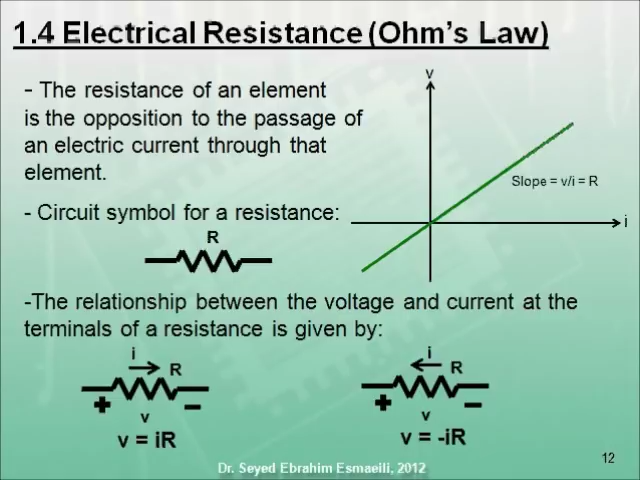 1.4 Electrical Resistance (Ohm's Law)
- The resistance of an element
is the opposition to the passage of
an electric current through that
element.
v
Slope = v/i = R
i
- Circuit symbol for a resistance:
R
-The relationship between the voltage and current at the
terminals of a resistance is given by:
i
R
+ −
v
v = iR
i
R
+ −
v
v = -iR
12
Dr. Seyed Ebrahim Esmaeili, 2012